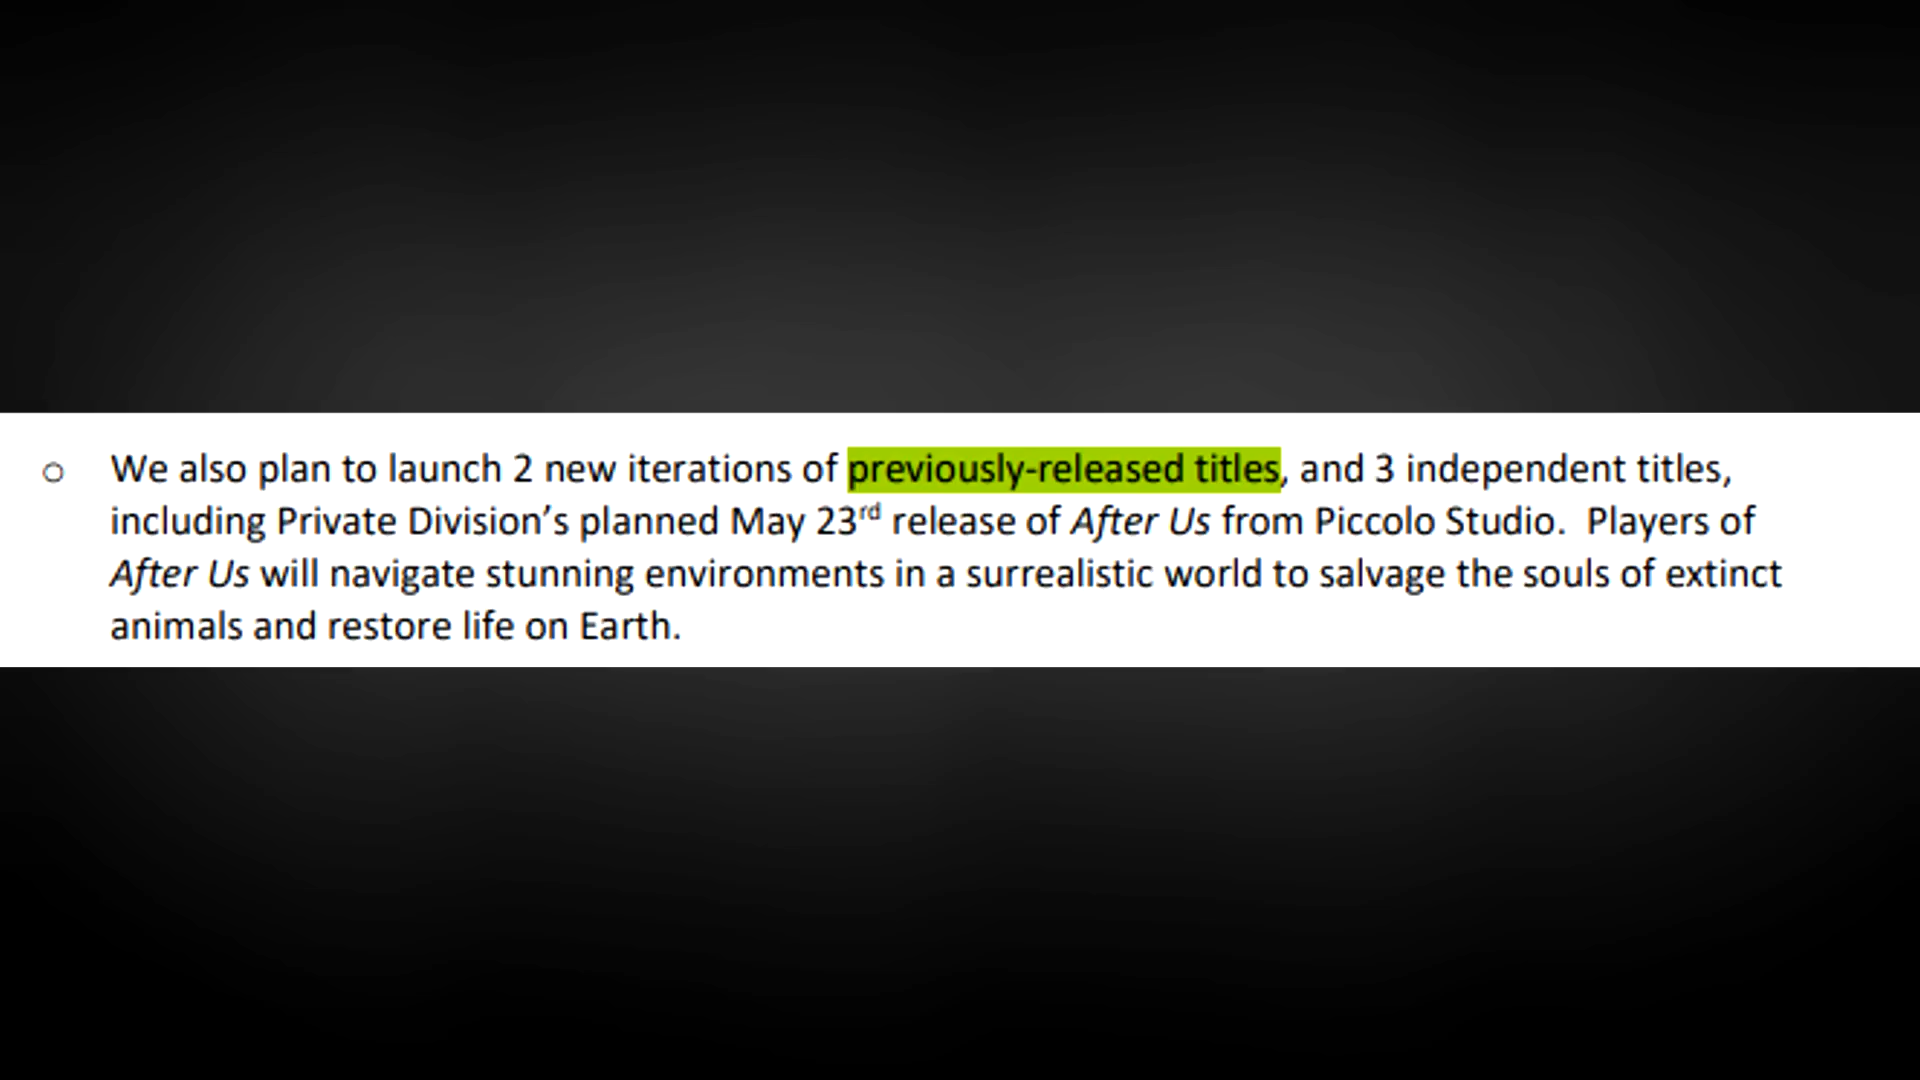 ○ We also plan to launch 2 new iterations of previously-released titles, and 3 independent titles,
including Private Division’s planned May 23rd release of After Us from Piccolo Studio.  Players of
After Us will navigate stunning environments in a surrealistic world to salvage the souls of extinct
animals and restore life on Earth.